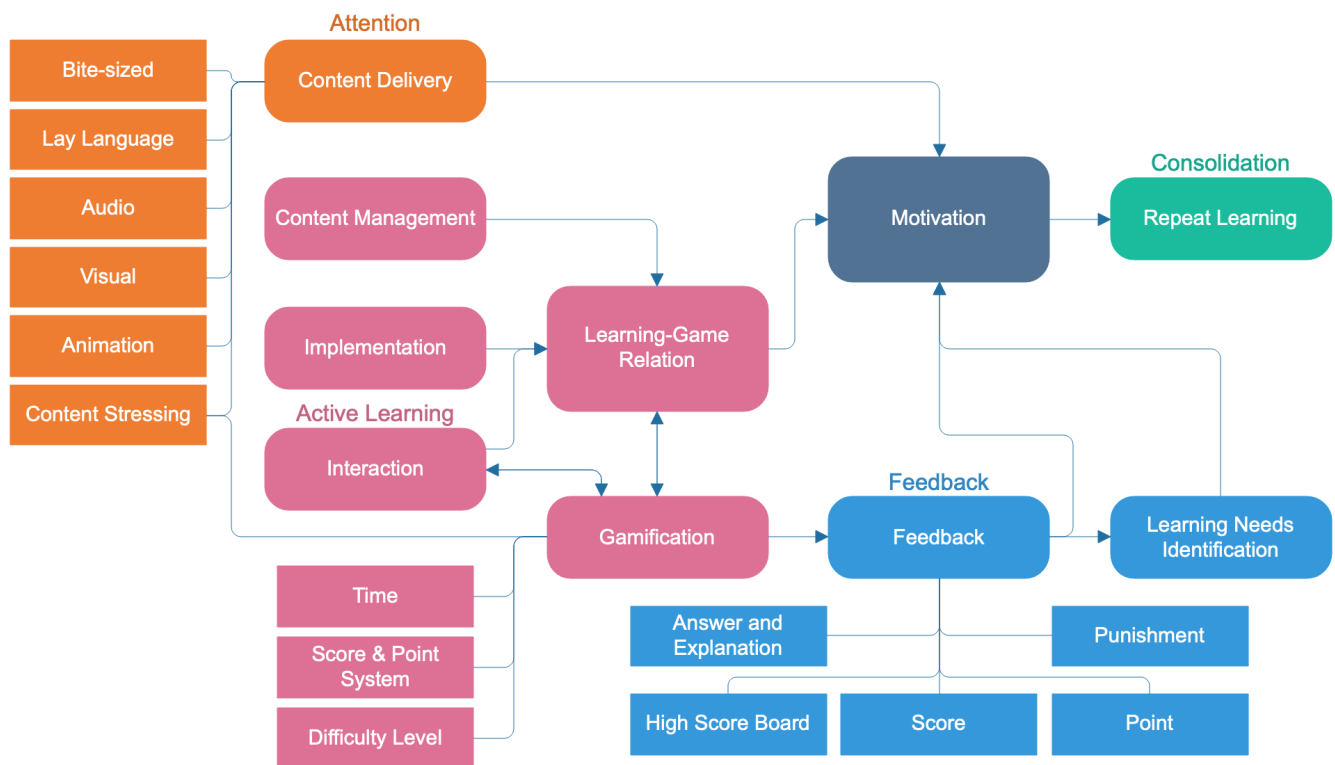 Attention
Bite-sized
Content Delivery
Lay Language
Audio
Visual
Animation
Content Stressing
Content Management
Implementation
Active Learning
Interaction
Learning-Game
Relation
Gamification
Time
Score & Point
System
Difficulty Level
Motivation
Consolidation
Repeat Learning
Feedback
Feedback
Learning Needs
Identification
Answer and
Explanation
Punishment
High Score Board
Score
Point